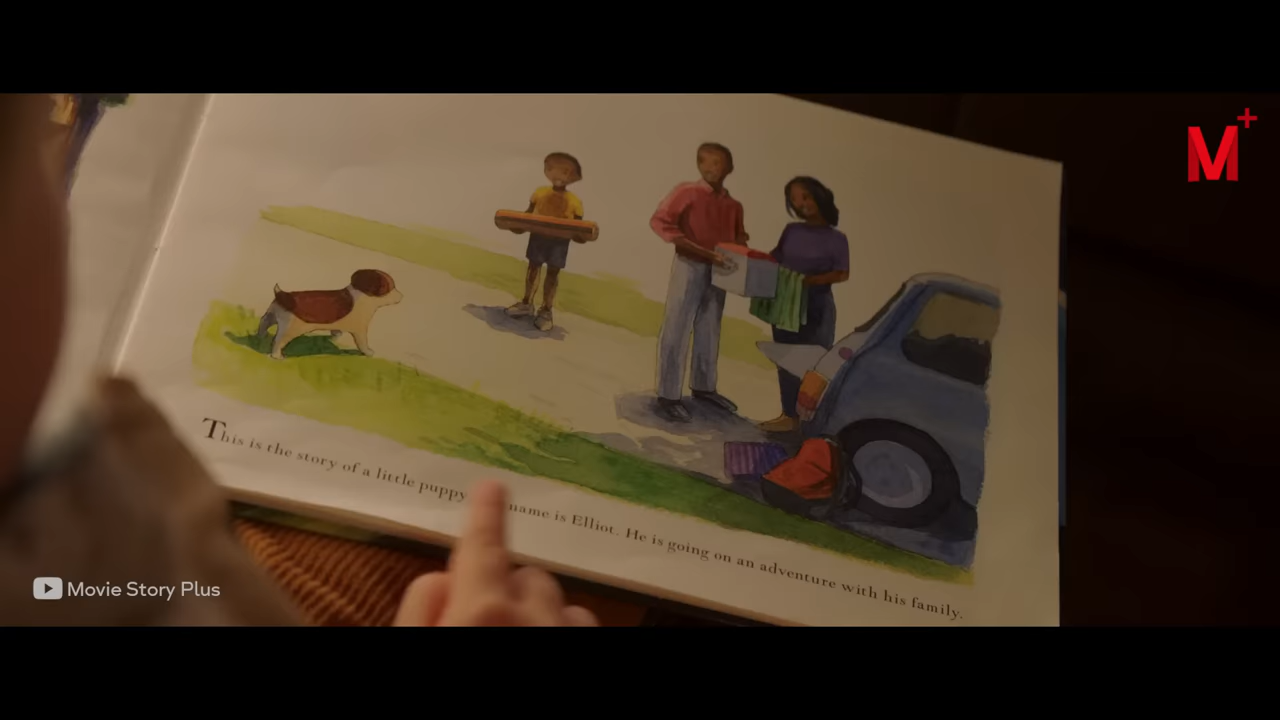 M+
This is the story of a little puppy name is Elliot. He is going on an adventure with his family.
Movie Story Plus